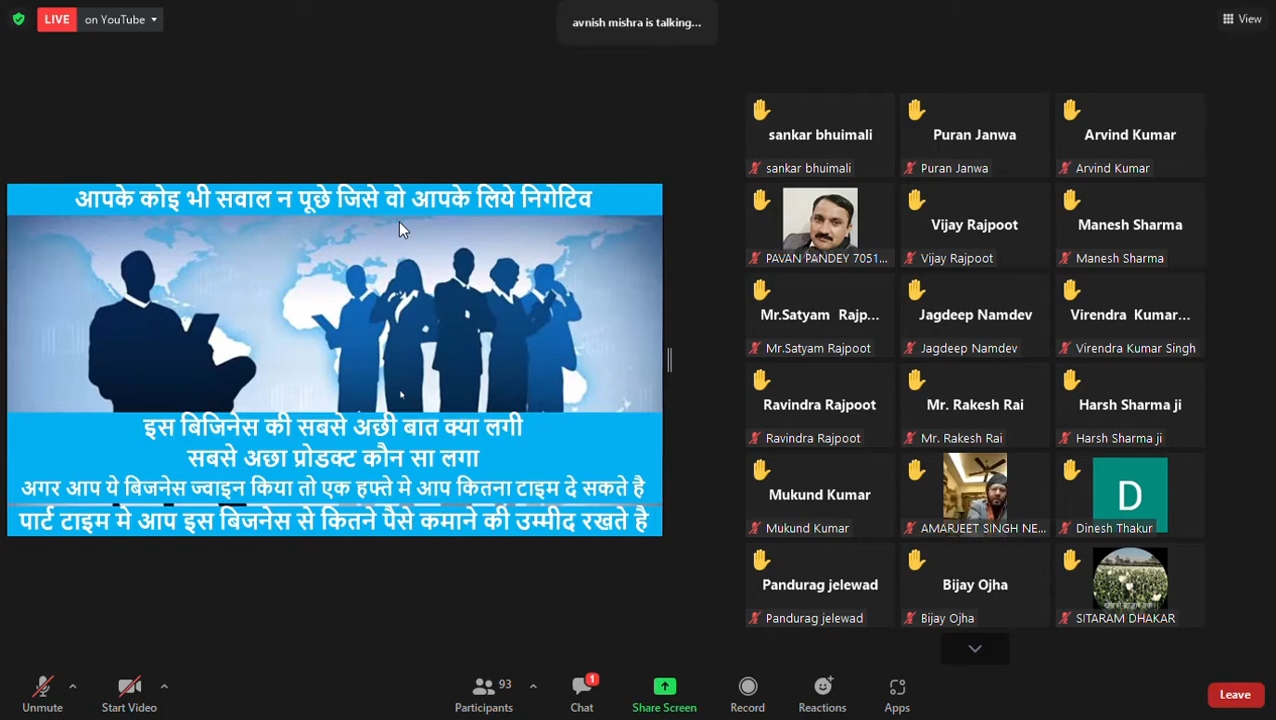 LIVE on YouTube
avnish mishra is talking...
View
आपके कोइ भी सवाल न पूछे जिसे वो आपके लिये निगेटिव
इस बिजिनेस की सबसे अछी बात क्या लगी
सबसे अछा प्रोडक्ट कौन सा लगा
अगर आप ये बिजनेस ज्वाइन किया तो एक हफ्ते मे आप कितना टाइम दे सकते है
पार्ट टाइम मे आप इस बिजनेस से कितने पैसे कमाने की उम्मीद रखते है
sankar bhuimali
sankar bhuimali
Puran Janwa
Puran Janwa
Arvind Kumar
Arvind Kumar
PAVAN PANDEY 7051...
Vijay Rajpoot
Vijay Rajpoot
Manesh Sharma
Manesh Sharma
Mr.Satyam Rajp...
Mr.Satyam Rajpoot
Jagdeep Namdev
Jagdeep Namdev
Virendra Kumar...
Virendra Kumar Singh
Ravindra Rajpoot
Ravindra Rajpoot
Mr. Rakesh Rai
Mr. Rakesh Rai
Harsh Sharma ji
Harsh Sharma ji
Mukund Kumar
Mukund Kumar
AMARJEET SINGH NE...
D
Dinesh Thakur
Pandurag jelewad
Pandurag jelewad
Bijay Ojha
Bijay Ojha
SITARAM DHAKAR
Unmute
Start Video
93
Participants
1
Chat
Share Screen
Record
Reactions
Apps
Leave